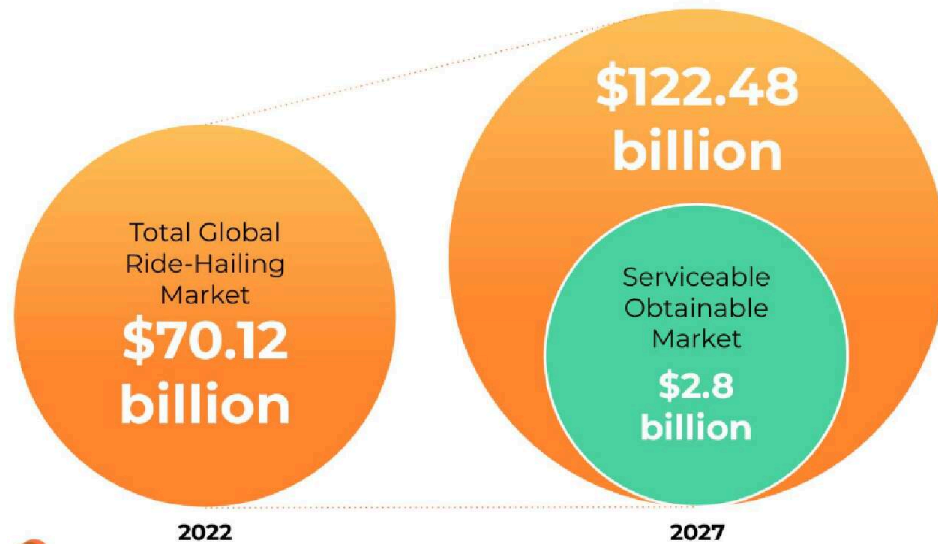 Total Global
Ride-Hailing
Market
$70.12
billion
2022
$122.48
billion
Serviceable
Obtainable
Market
$2.8
billion
2027